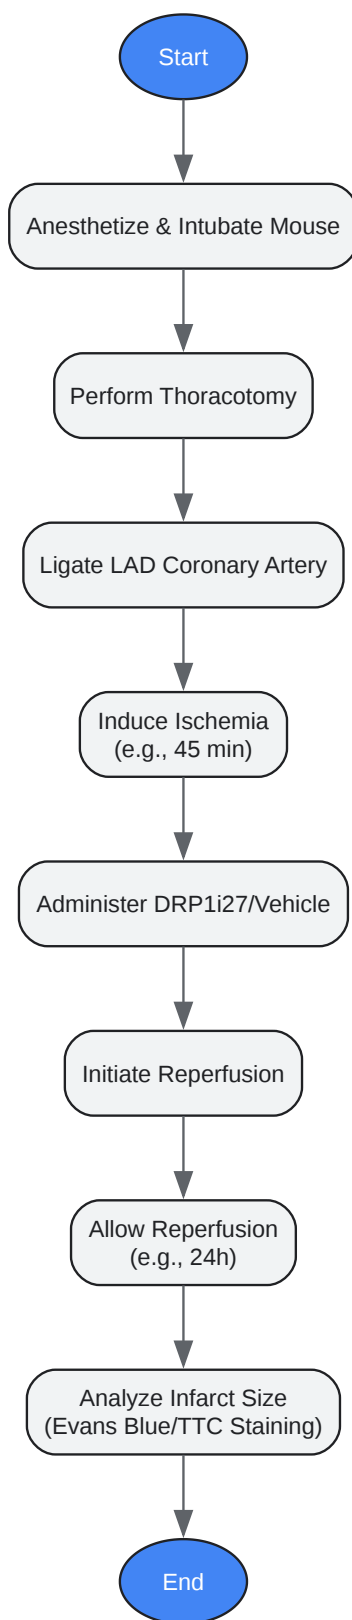 Start
Anesthetize & Intubate Mouse
Perform Thoracotomy
Ligate LAD Coronary Artery
Induce Ischemia
(e.g., 45 min)
Administer DRP1i27/Vehicle
Initiate Reperfusion
Allow Reperfusion
(e.g., 24h)
Analyze Infarct Size
(Evans Blue/TTC Staining)
End